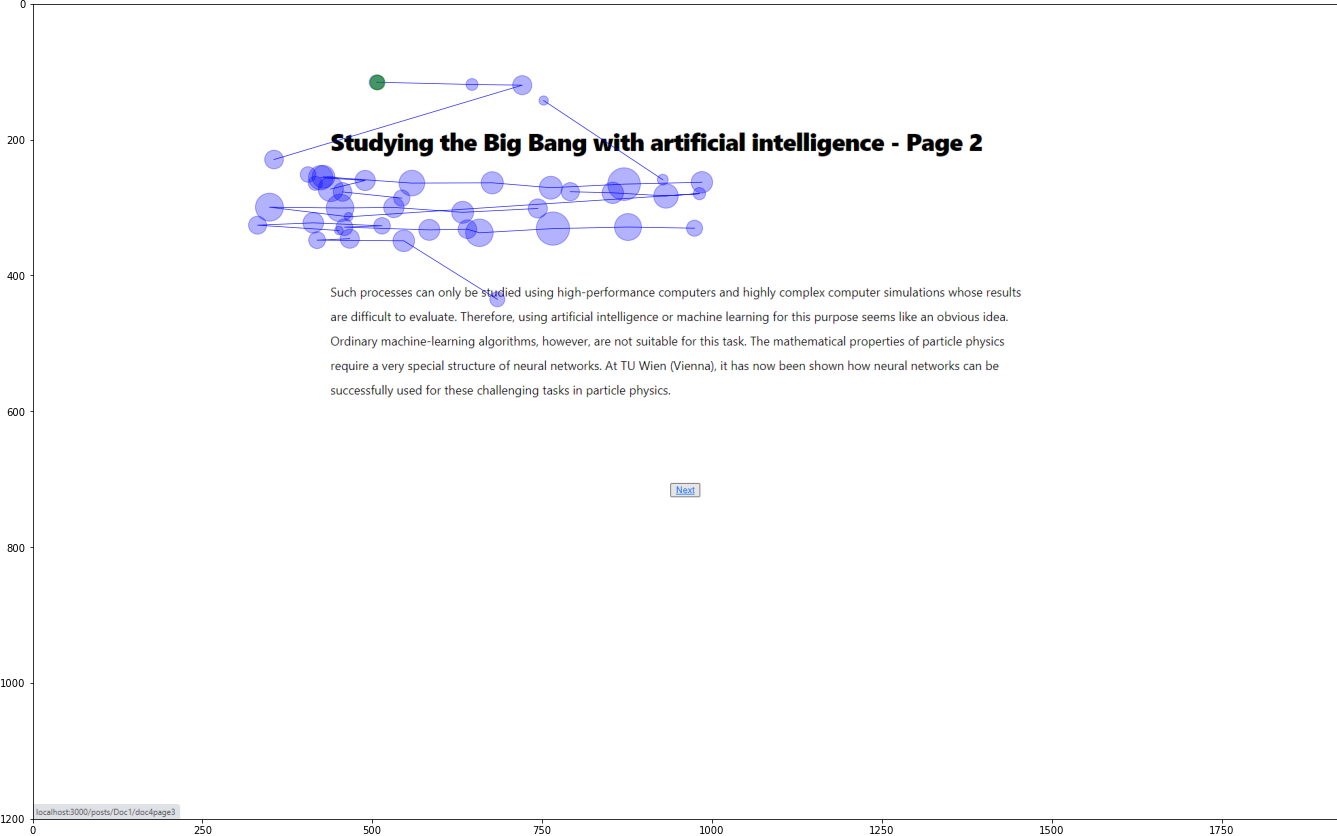 0
200
Studying the Big Bang with artificial intelligence - Page 2
400
Such processes can only be studied using high-performance computers and highly complex computer simulations whose results
are difficult to evaluate. Therefore, using artificial intelligence or machine learning for this purpose seems like an obvious idea.
Ordinary machine-learning algorithms, however, are not suitable for this task. The mathematical properties of particle physics
require a very special structure of neural networks. At TU Wien (Vienna), it has now been shown how neural networks can be
successfully used for these challenging tasks in particle physics.
600
Next
800
1000
localhost:3000/posts/Doc1/doc4page3
1200
0 250 500 750 1000 1250 1500 1750